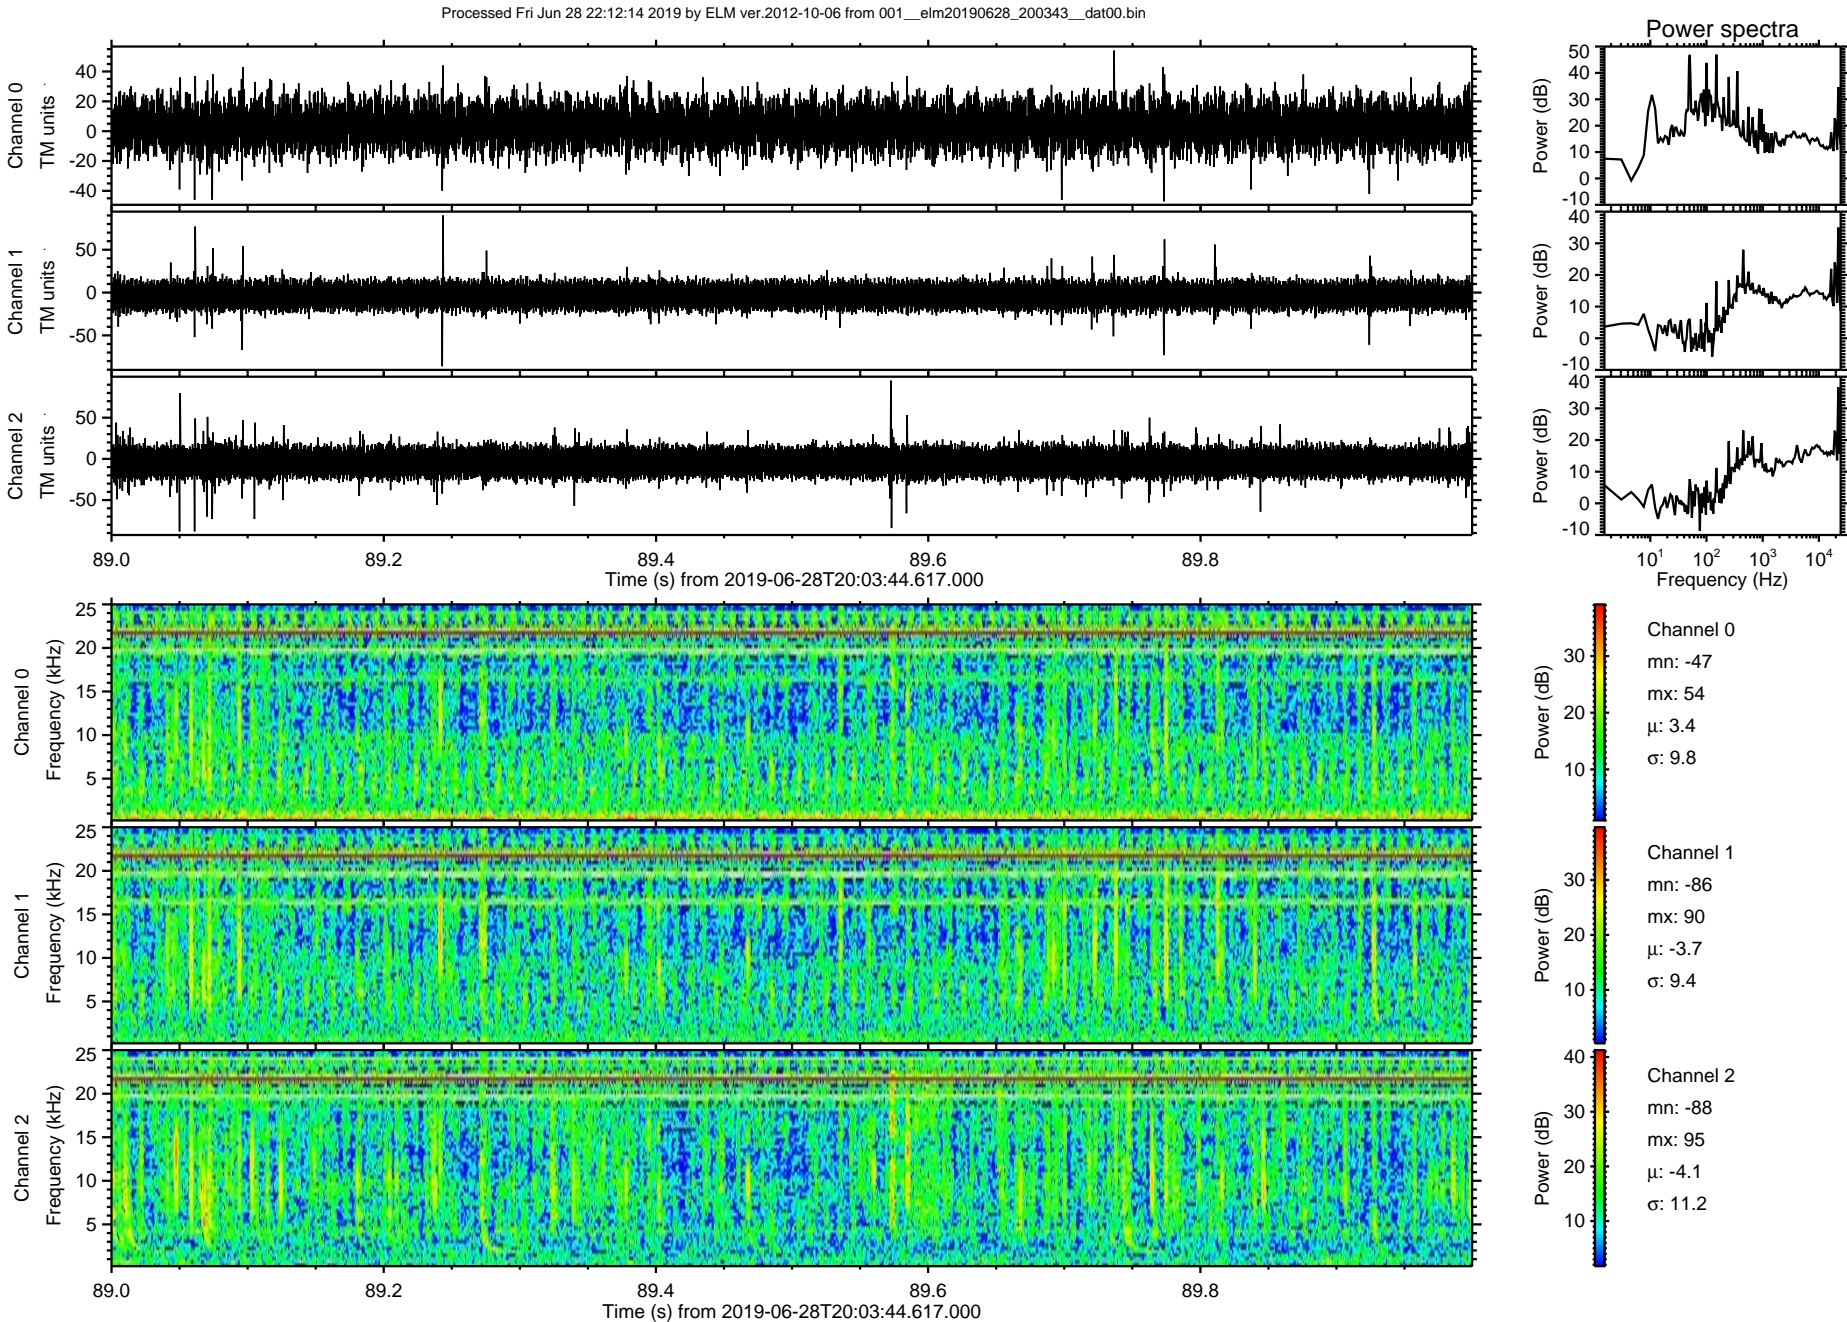 Processed Fri Jun 28 22:12:14 2019 by ELM ver.2012-10-06 from 001__elm20190628_200343__dat00.bin
Power spectra
Channel 0
TM units
40
20
0
-20
-40
Power (dB)
50
40
30
20
10
0
-10
Channel 1
TM units
50
0
-50
Power (dB)
40
30
20
10
0
-10
Channel 2
TM units
50
0
-50
Power (dB)
40
30
20
10
0
-10
89.0 89.2 89.4 89.6 89.8
Time (s) from 2019-06-28T20:03:44.617.000
10¹ 10² 10³ 10⁴
Frequency (Hz)
Channel 0
Frequency (kHz)
25
20
15
10
5
Power (dB)
30
20
10
Channel 0
mn: -47
mx: 54
μ: 3.4
σ: 9.8
Channel 1
Frequency (kHz)
25
20
15
10
5
Power (dB)
30
20
10
Channel 1
mn: -86
mx: 90
μ: -3.7
σ: 9.4
Channel 2
Frequency (kHz)
25
20
15
10
5
Power (dB)
40
30
20
10
Channel 2
mn: -88
mx: 95
μ: -4.1
σ: 11.2
89.0 89.2 89.4 89.6 89.8
Time (s) from 2019-06-28T20:03:44.617.000